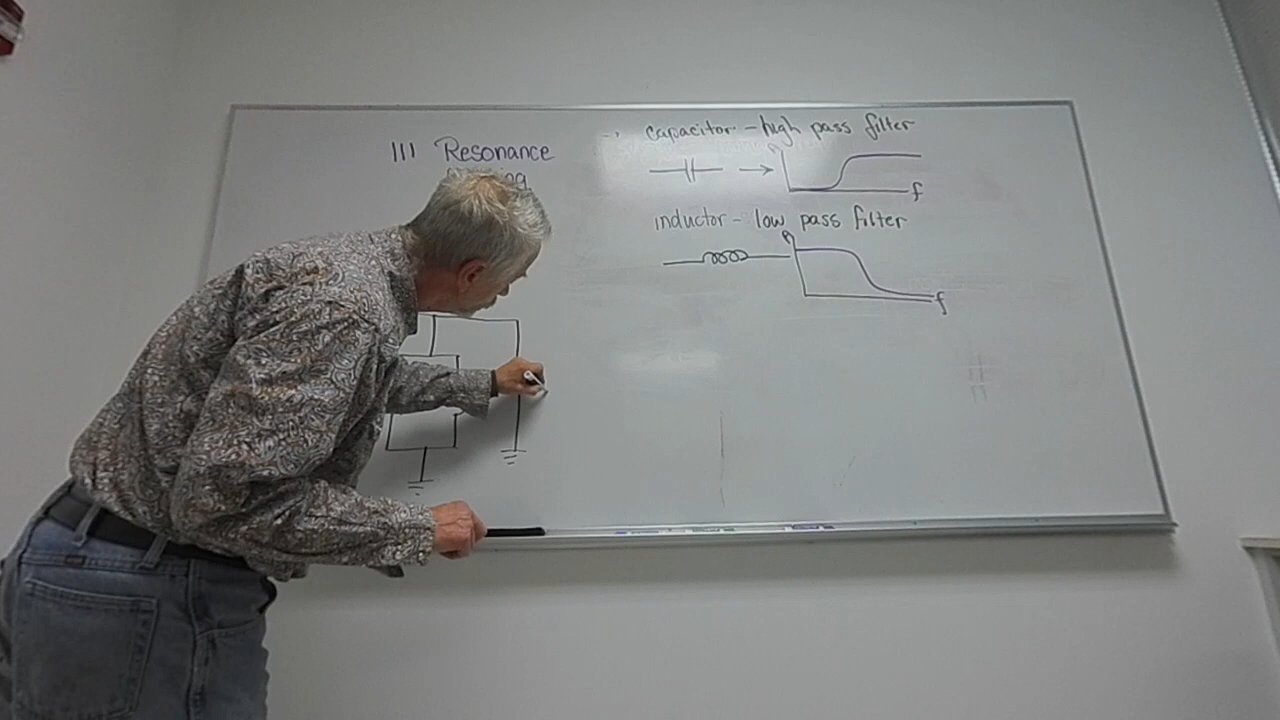 III Resonance
capacitor - high pass filter
f
inductor - low pass filter
f